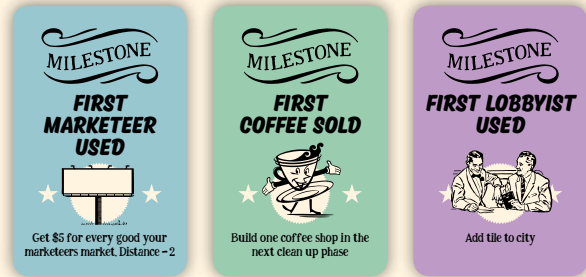 MILESTONE
FIRST
MARKETEER
USED
Get $5 for every good your
marketeers market, Distance -2
MILESTONE
FIRST
COFFEE SOLD
Build one coffee shop in the
next clean up phase
MILESTONE
FIRST LOBBYIST
USED
Add tile to city